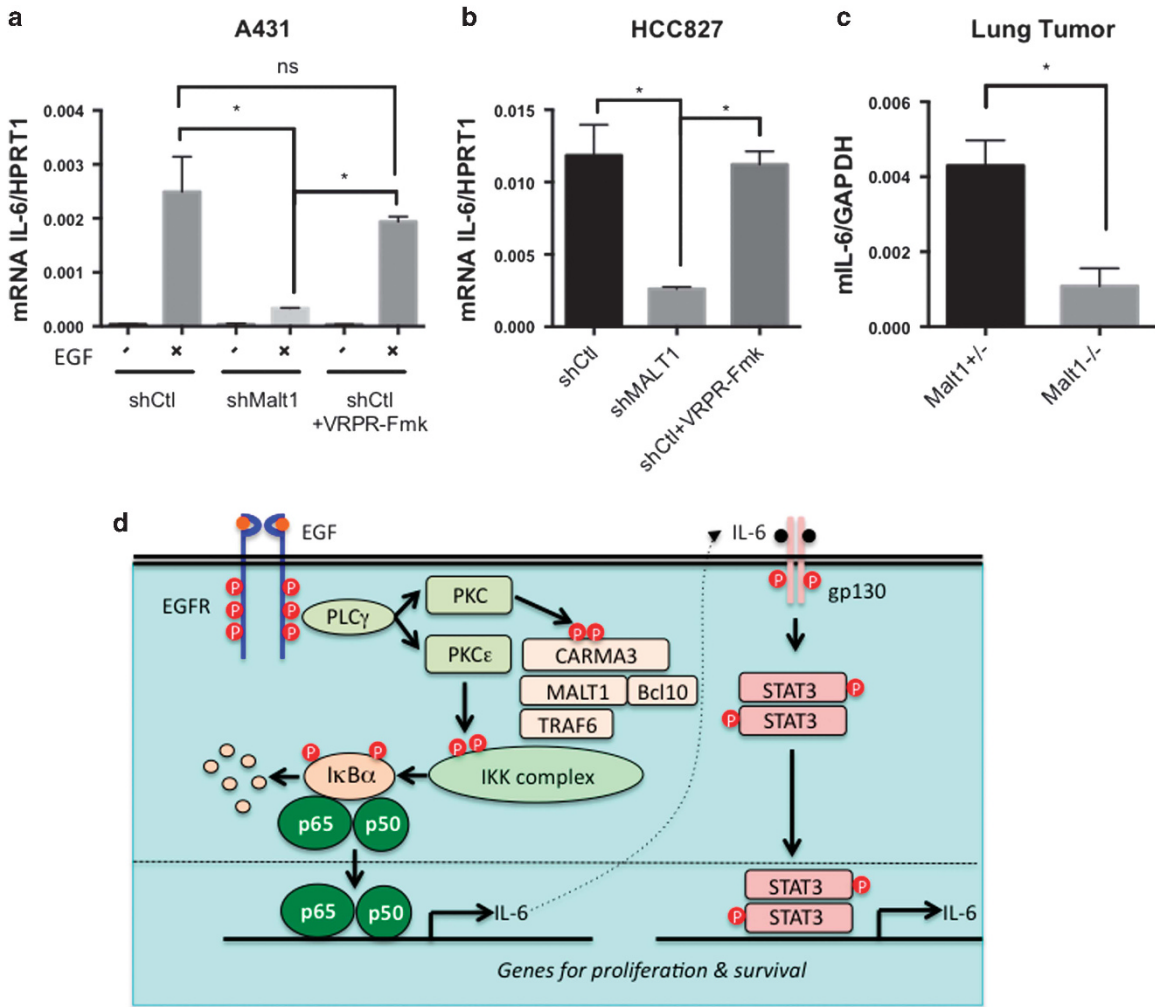 a
A431
mRNA IL-6/HPRT1
ns
*
*
0.004
0.003
0.002
0.001
0.000
EGF - + - + - +
shCtl shMalt1 shCtl
+VRPR-Fmk
b
HCC827
mRNA IL-6/HPRT1
* *
0.015
0.010
0.005
0.000
shCtl
shMALT1
shCtl+VRPR-Fmk
c
Lung Tumor
mIL-6/GAPDH
*
0.006
0.004
0.002
0.000
Malt1+/-
Malt1-/-
d
EGF
EGFR
P P
P P
P P
PLCγ
PKC
PKCε
P P
CARMA3
MALT1 Bcl10
TRAF6
P P
IKK complex
P P
IκBα
p65 p50
p65 p50
IL-6
IL-6
P P
gp130
STAT3 P
P STAT3
STAT3 P
P STAT3
IL-6
Genes for proliferation & survival